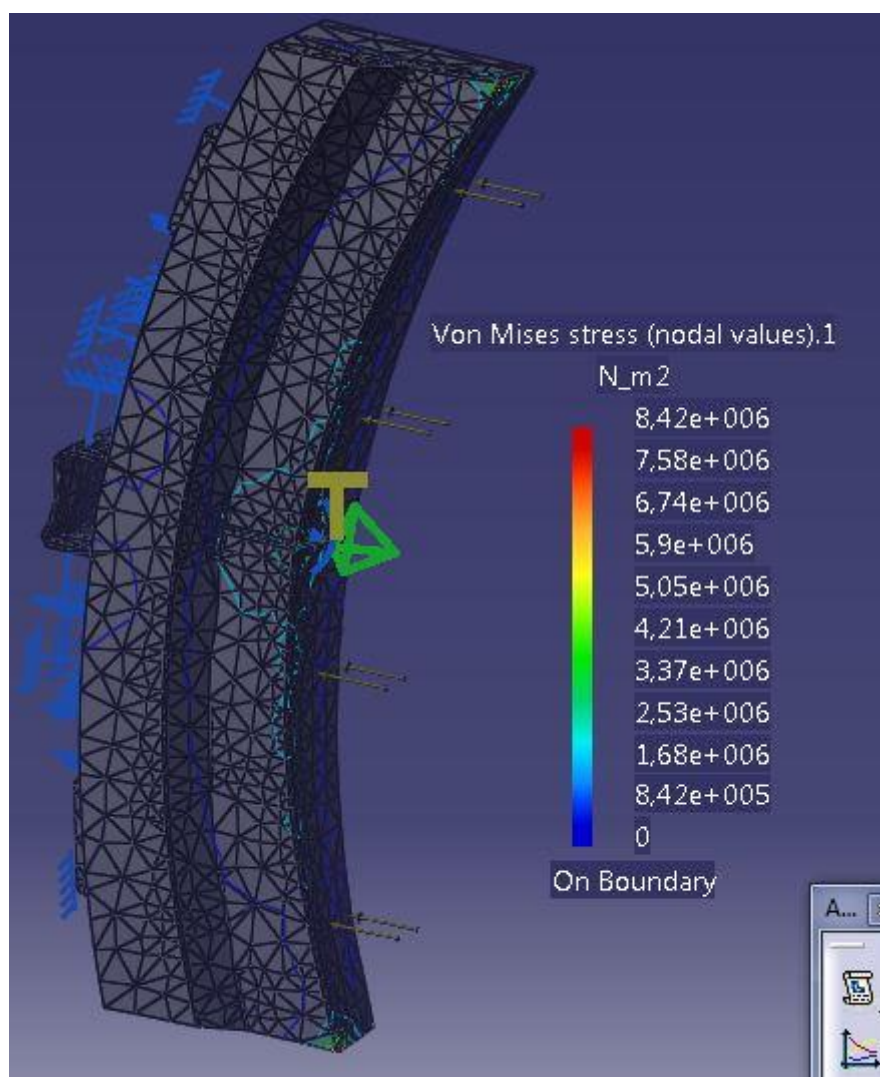 Von Mises stress (nodal values).1
N_m2
8,42e+006
7,58e+006
6,74e+006
5,9e+006
5,05e+006
4,21e+006
3,37e+006
2,53e+006
1,68e+006
8,42e+005
0
On Boundary
T
A...